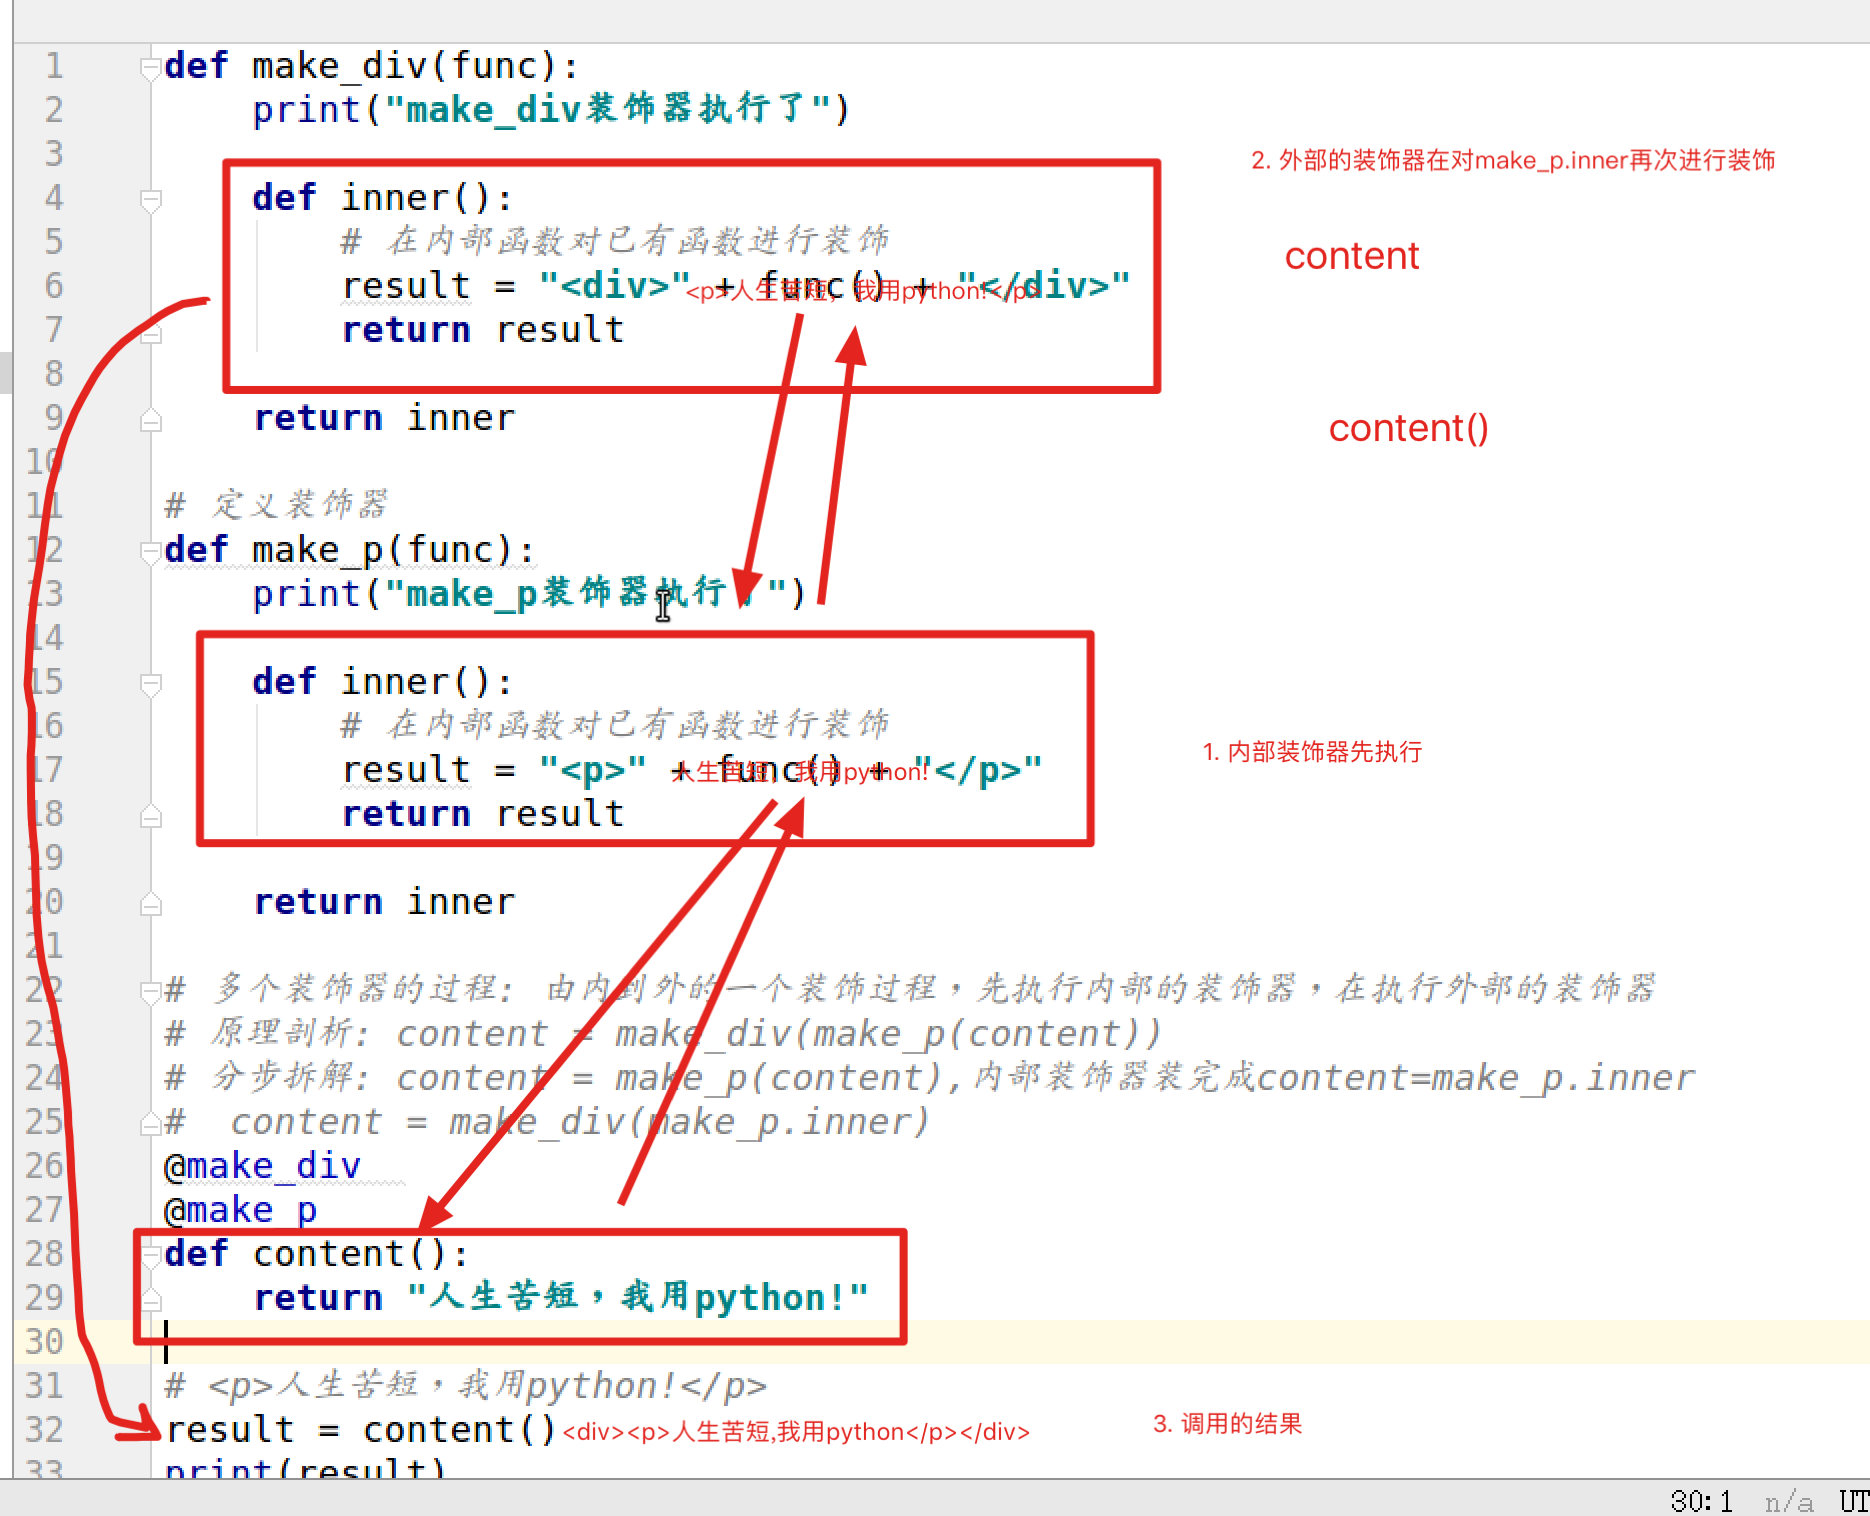 1 def make_div(func):
2     print("make_div装饰器执行了")
3
2. 外部的装饰器在对make_p.inner再次进行装饰
4     def inner():
5         # 在内部函数对已有函数进行装饰
content
6         result = "<div>" + func() + "</div>"
<p>人生苦短，我用python!</p>
7         return result
8
9     return inner
content()
10
11 # 定义装饰器
12 def make_p(func):
13     print("make_p装饰器执行了")
14
15     def inner():
16         # 在内部函数对已有函数进行装饰
1. 内部装饰器先执行
17         result = "<p>" + func() + "</p>"
人生苦短，我用python!
18         return result
19
20     return inner
21
22 # 多个装饰器的过程: 由内到外的一个装饰过程，先执行内部的装饰器，在执行外部的装饰器
23 # 原理剖析: content = make_div(make_p(content))
24 # 分步拆解: content = make_p(content),内部装饰器装完成content=make_p.inner
25 #  content = make_div(make_p.inner)
26 @make_div
27 @make_p
28 def content():
29     return "人生苦短，我用python!"
30
31 # <p>人生苦短，我用python!</p>
32 result = content() <div><p>人生苦短,我用python</p></div>
3. 调用的结果
33 print(result)
30:1 n/a UT